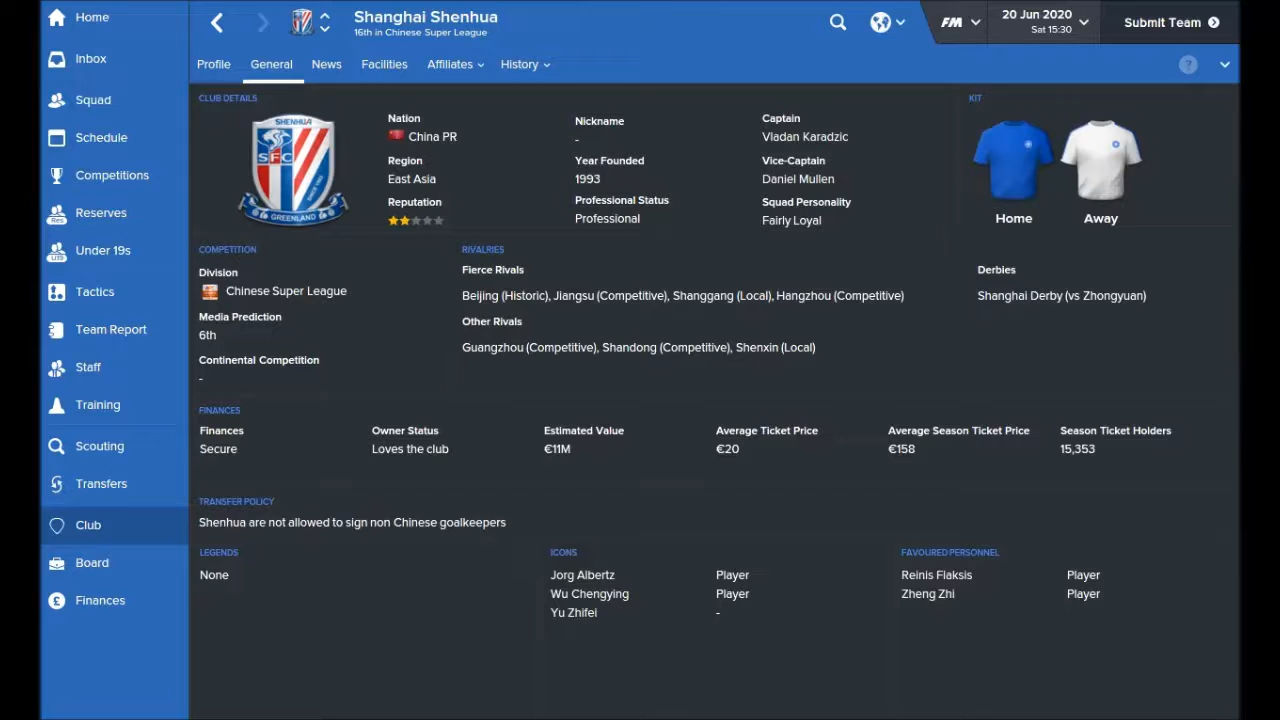 Home
Inbox
Squad
Schedule
Competitions
Reserves
Under 19s
Tactics
Team Report
Staff
Training
Scouting
Transfers
Club
Board
Finances
Res
U19
£
Shanghai Shenhua
16th in Chinese Super League
FM
20 Jun 2020
Sat 15:30
Submit Team
Profile General News Facilities Affiliates History
?
CLUB DETAILS
SHENHUA
SFC
SINCE 1993
GREENLAND
Nation
China PR
Region
East Asia
Reputation
Nickname
-
Year Founded
1993
Professional Status
Professional
Captain
Vladan Karadzic
Vice-Captain
Daniel Mullen
Squad Personality
Fairly Loyal
KIT
Home Away
COMPETITION
Division
Chinese Super League
Media Prediction
6th
Continental Competition
-
RIVALRIES
Fierce Rivals
Beijing (Historic), Jiangsu (Competitive), Shanggang (Local), Hangzhou (Competitive)
Other Rivals
Guangzhou (Competitive), Shandong (Competitive), Shenxin (Local)
Derbies
Shanghai Derby (vs Zhongyuan)
FINANCES
Finances Owner Status Estimated Value Average Ticket Price Average Season Ticket Price Season Ticket Holders
Secure Loves the club €11M €20 €158 15,353
TRANSFER POLICY
Shenhua are not allowed to sign non Chinese goalkeepers
LEGENDS
None
ICONS
Jorg Albertz Player
Wu Chengying Player
Yu Zhifei -
FAVOURED PERSONNEL
Reinis Flaksis Player
Zheng Zhi Player